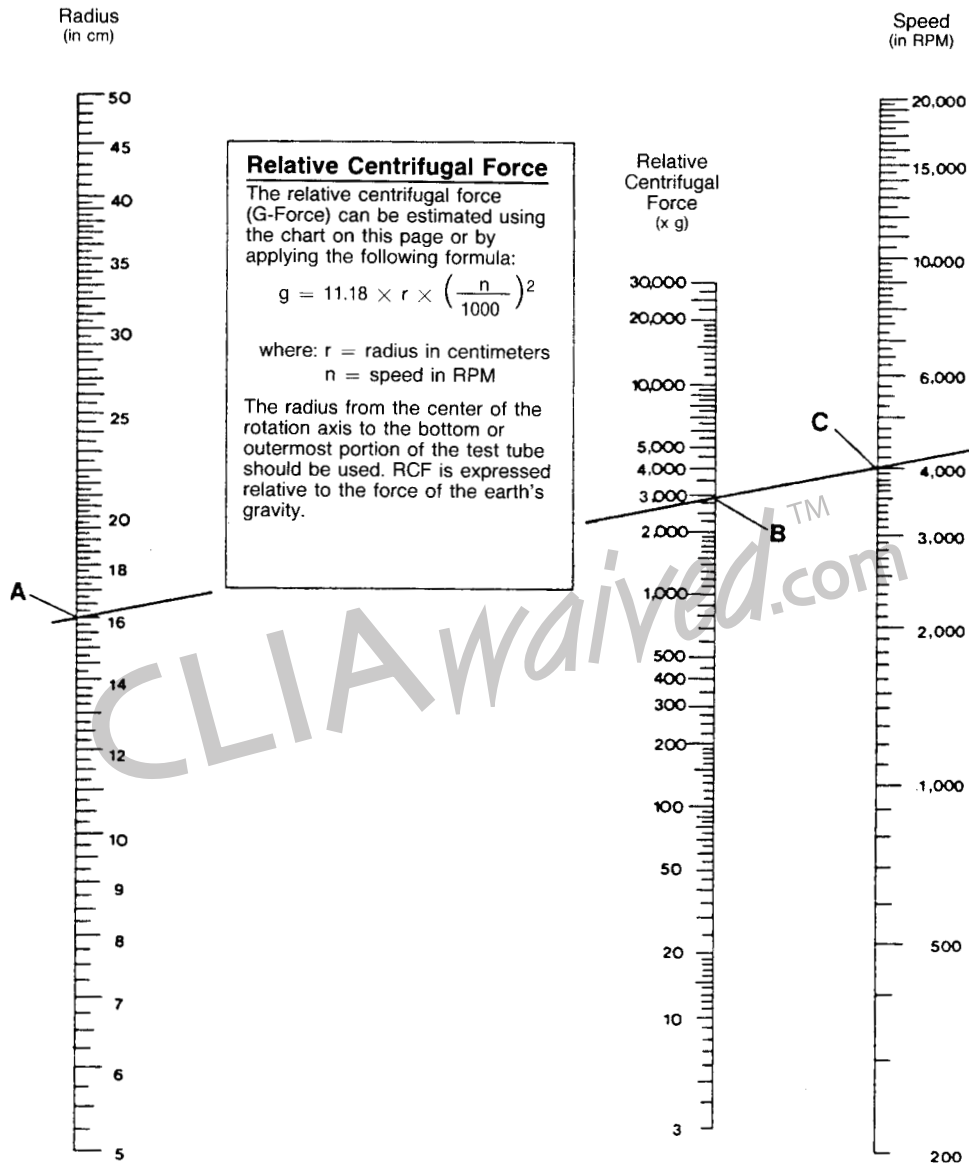 Radius
(in cm)
50
45
40
35
30
25
20
18
16
14
12
10
9
8
7
6
5
A
Relative Centrifugal Force
The relative centrifugal force
(G-Force) can be estimated using
the chart on this page or by
applying the following formula:
g = 11.18 × r × (n/1000)²
where: r = radius in centimeters
n = speed in RPM
The radius from the center of the
rotation axis to the bottom or
outermost portion of the test tube
should be used. RCF is expressed
relative to the force of the earth's
gravity.
Relative
Centrifugal
Force
(x g)
30,000
20,000
10,000
5,000
4,000
3,000
2,000
1,000
500
400
300
200
100
50
20
10
3
B
Speed
(in RPM)
20,000
15,000
10,000
6,000
4,000
3,000
2,000
1,000
500
200
C
CLIAwaived.com™